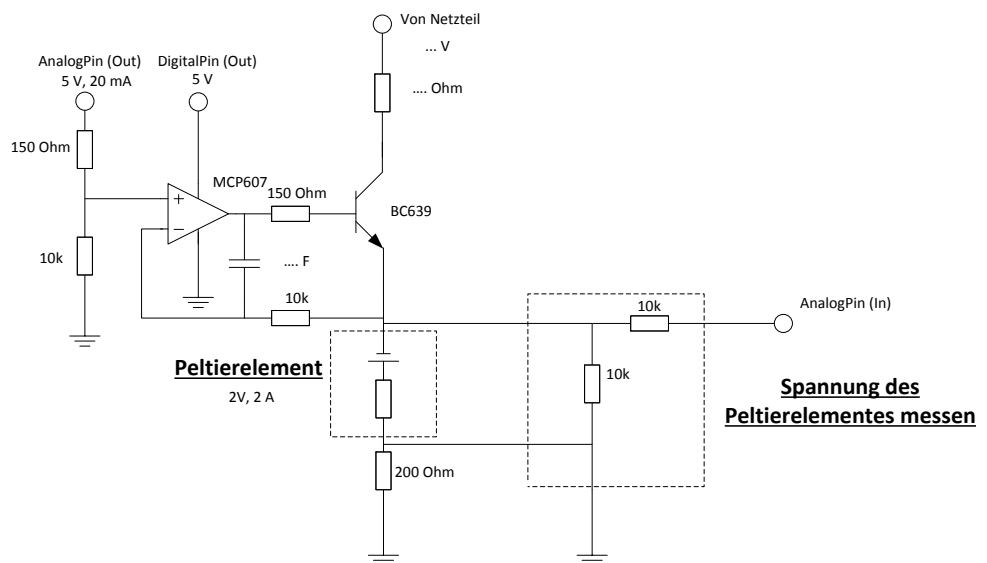 Von Netzteil
... V
AnalogPin (Out)
5 V, 20 mA
DigitalPin (Out)
5 V
.... Ohm
150 Ohm
MCP607
150 Ohm
BC639
+
−
10k
.... F
10k
10k
AnalogPin (In)
Peltierelement
2V, 2 A
10k
Spannung des
Peltierelementes messen
200 Ohm